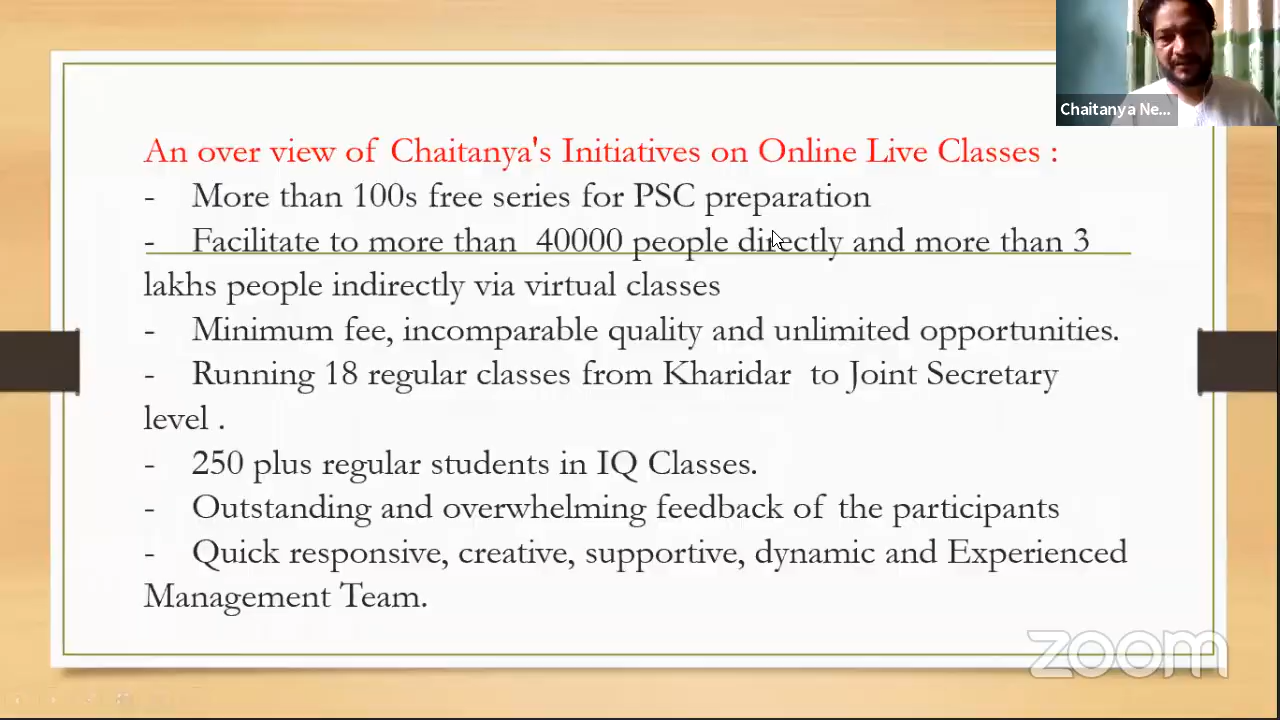 Chaitanya Ne...
An over view of Chaitanya's Initiatives on Online Live Classes :
- More than 100s free series for PSC preparation
- Facilitate to more than 40000 people directly and more than 3
lakhs people indirectly via virtual classes
- Minimum fee, incomparable quality and unlimited opportunities.
- Running 18 regular classes from Kharidar to Joint Secretary
level .
- 250 plus regular students in IQ Classes.
- Outstanding and overwhelming feedback of the participants
- Quick responsive, creative, supportive, dynamic and Experienced
Management Team.
zoom